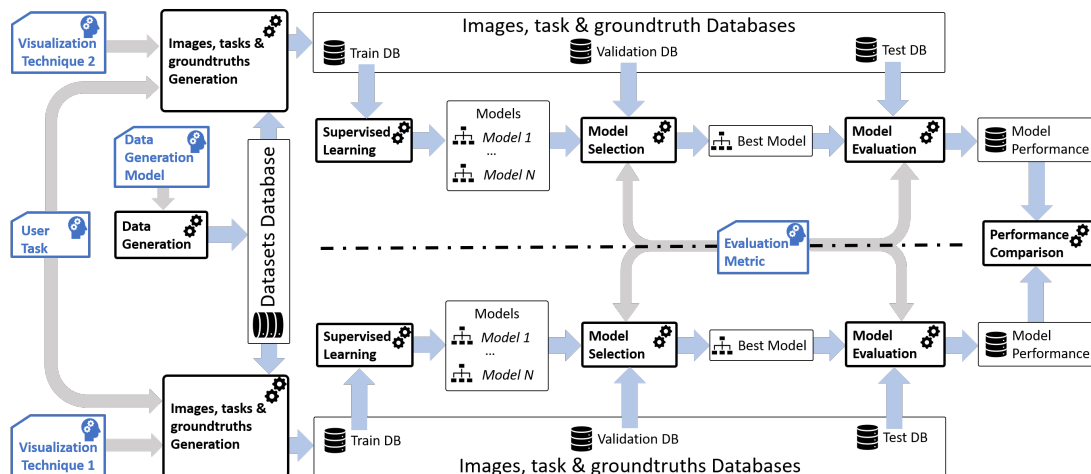 Visualization
Technique 2
Images, tasks &
groundtruths
Generation
Images, task & groundtruth Databases
Train DB
Validation DB
Test DB
Data
Generation
Model
Supervised
Learning
Models
Model 1
...
Model N
Model
Selection
Best Model
Model
Evaluation
Model
Performance
User
Task
Data
Generation
Datasets Database
Evaluation
Metric
Performance
Comparison
Supervised
Learning
Models
Model 1
...
Model N
Model
Selection
Best Model
Model
Evaluation
Model
Performance
Images, tasks &
groundtruths
Generation
Visualization
Technique 1
Train DB
Validation DB
Test DB
Images, task & groundtruths Databases